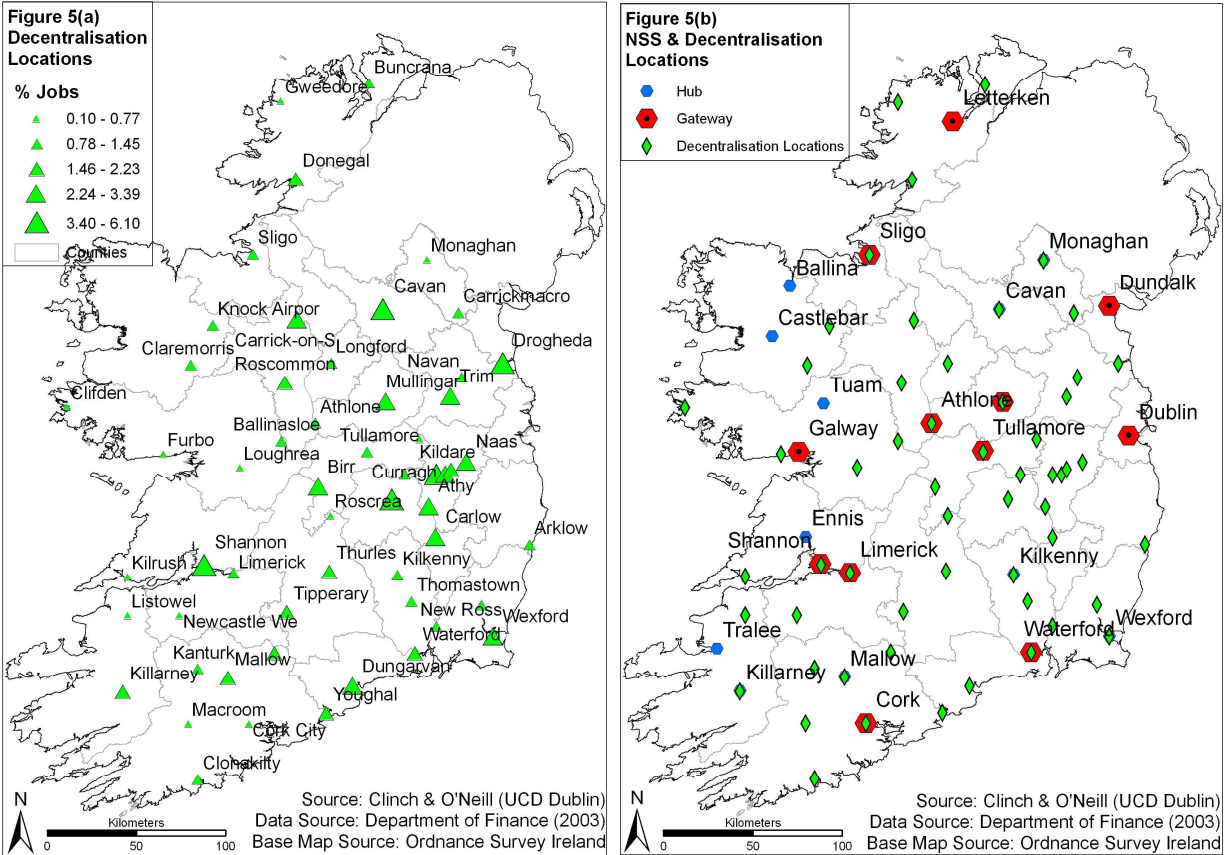 Figure 5(a)
Decentralisation
Locations
% Jobs
0.10 - 0.77
0.78 - 1.45
1.46 - 2.23
2.24 - 3.39
3.40 - 6.10
Counties
Buncrana
Gweedore
Donegal
Sligo
Monaghan
Cavan
Carrickmacro
Knock Airpor
Carrick-on-S
Drogheda
Claremorris
Longford
Roscommon
Navan
Mullingar
Trim
Clifden
Athlone
Ballinasloe
Tullamore
Furbo
Naas
Loughrea
Kildare
Birr
Curragh
Athy
Roscrea
Carlow
Arklow
Shannon
Kilrush
Limerick
Thurles
Kilkenny
Tipperary
Thomastown
Listowel
New Ross
Newcastle We
Wexford
Waterford
Kanturk
Mallow
Dungarvan
Killarney
Youghal
Macroom
Cork City
Clonakilty
N
Kilometers
0 50 100
Source: Clinch & O'Neill (UCD Dublin)
Data Source: Department of Finance (2003)
Base Map Source: Ordnance Survey Ireland
Figure 5(b)
NSS & Decentralisation
Locations
Hub
Gateway
Decentralisation Locations
Letterken
Sligo
Monaghan
Ballina
Dundalk
Cavan
Castlebar
Tuam
Athlone
Dublin
Galway
Tullamore
Ennis
Shannon
Limerick
Kilkenny
Wexford
Tralee
Waterford
Mallow
Killarney
Cork
N
Kilometers
0 50 100
Source: Clinch & O'Neill (UCD Dublin)
Data Source: Department of Finance (2003)
Base Map Source: Ordnance Survey Ireland